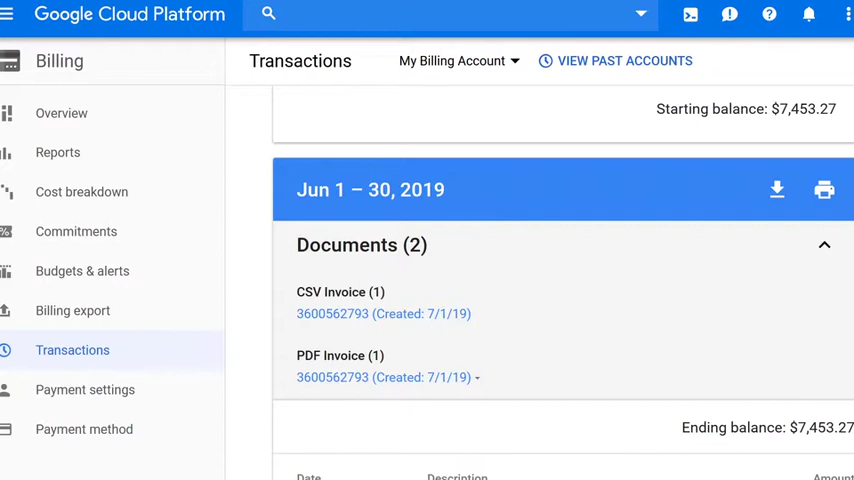 Google Cloud Platform
Billing
Transactions
My Billing Account
VIEW PAST ACCOUNTS
Overview
Reports
Cost breakdown
Commitments
Budgets & alerts
Billing export
Transactions
Payment settings
Payment method
Starting balance: $7,453.27
Jun 1 – 30, 2019
Documents (2)
CSV Invoice (1)
3600562793 (Created: 7/1/19)
PDF Invoice (1)
3600562793 (Created: 7/1/19)
Ending balance: $7,453.27
Date Description Amount